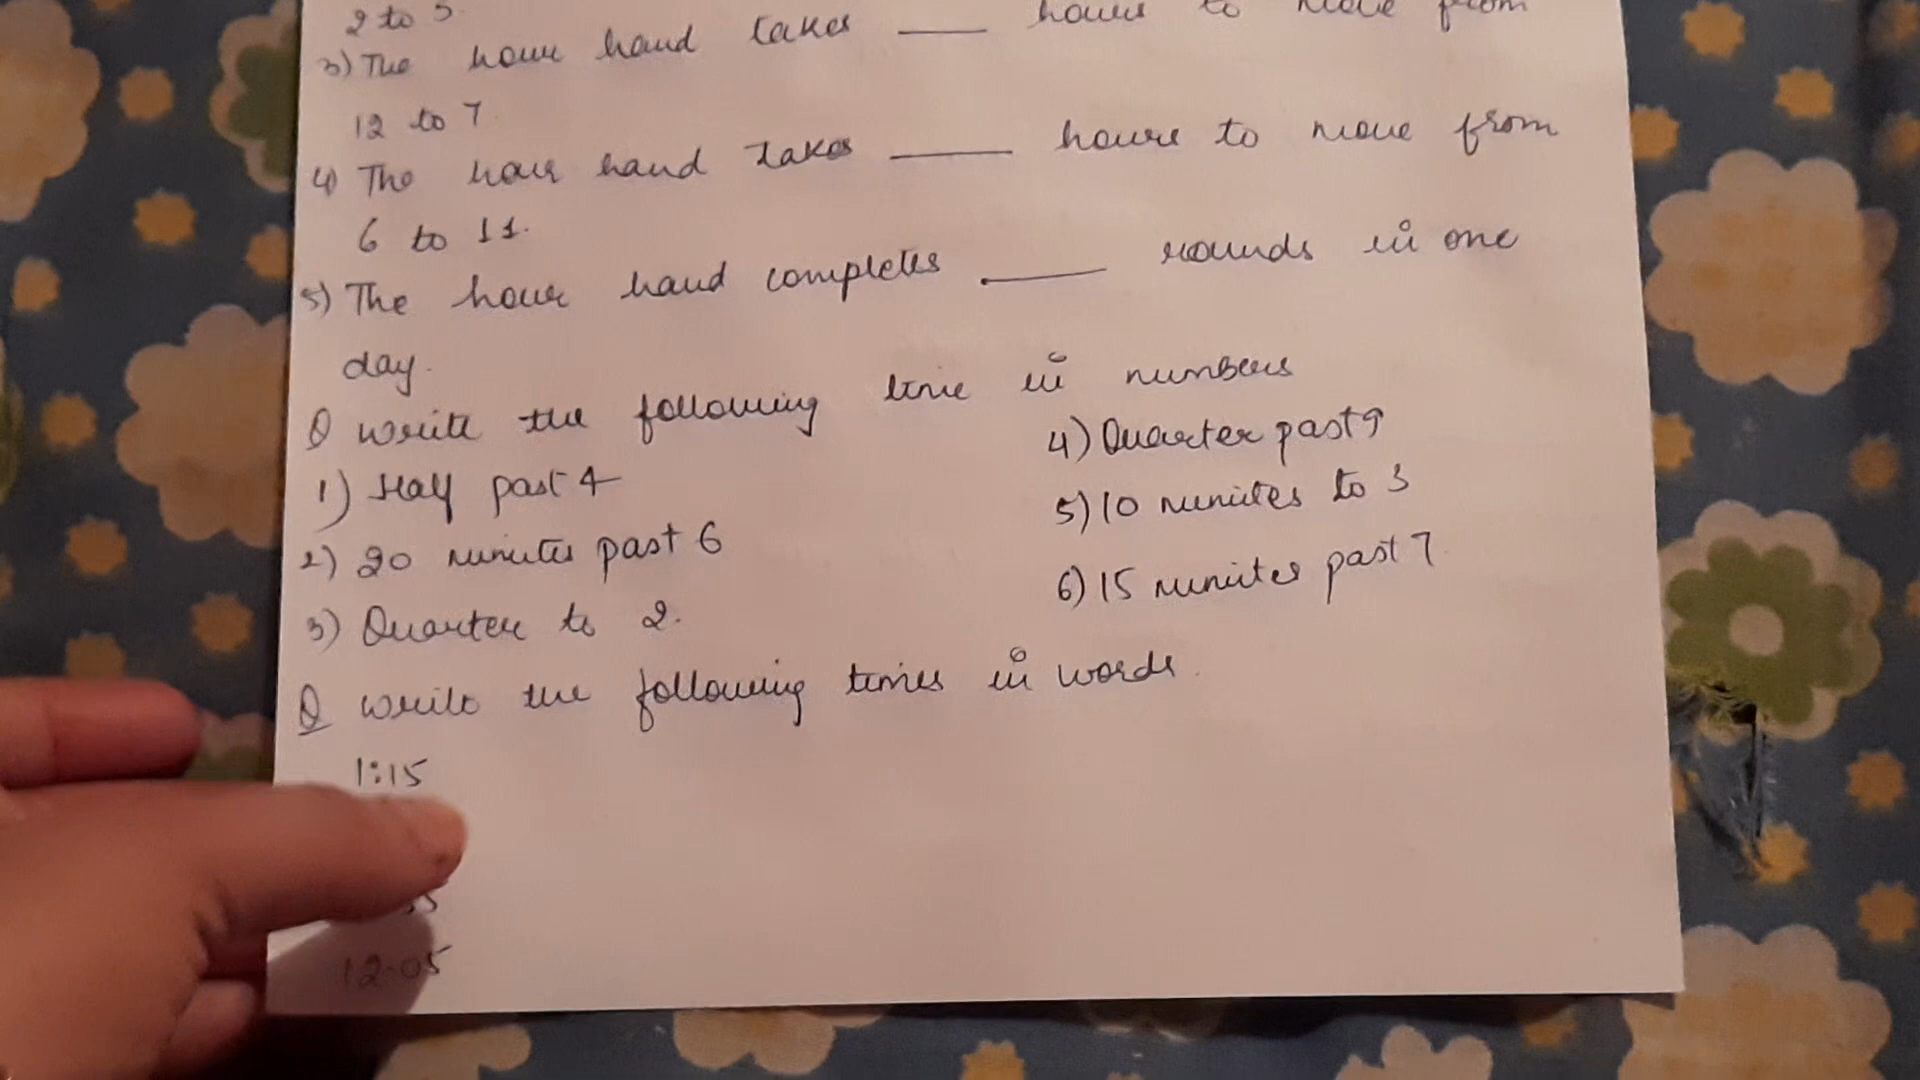 2 to 5
3) The hour hand takes ___ hours to move from
12 to 7
4) The hour hand takes ___ hours to move from
6 to 11.
5) The hour hand completes ___ rounds in one
day.
Q write the following time in numbers
1) Half past 4
2) 20 minutes past 6
3) Quarter to 2.
4) Quarter past 9
5) 10 minutes to 3
6) 15 minutes past 7
Q write the following times in words.
1:15
12:05